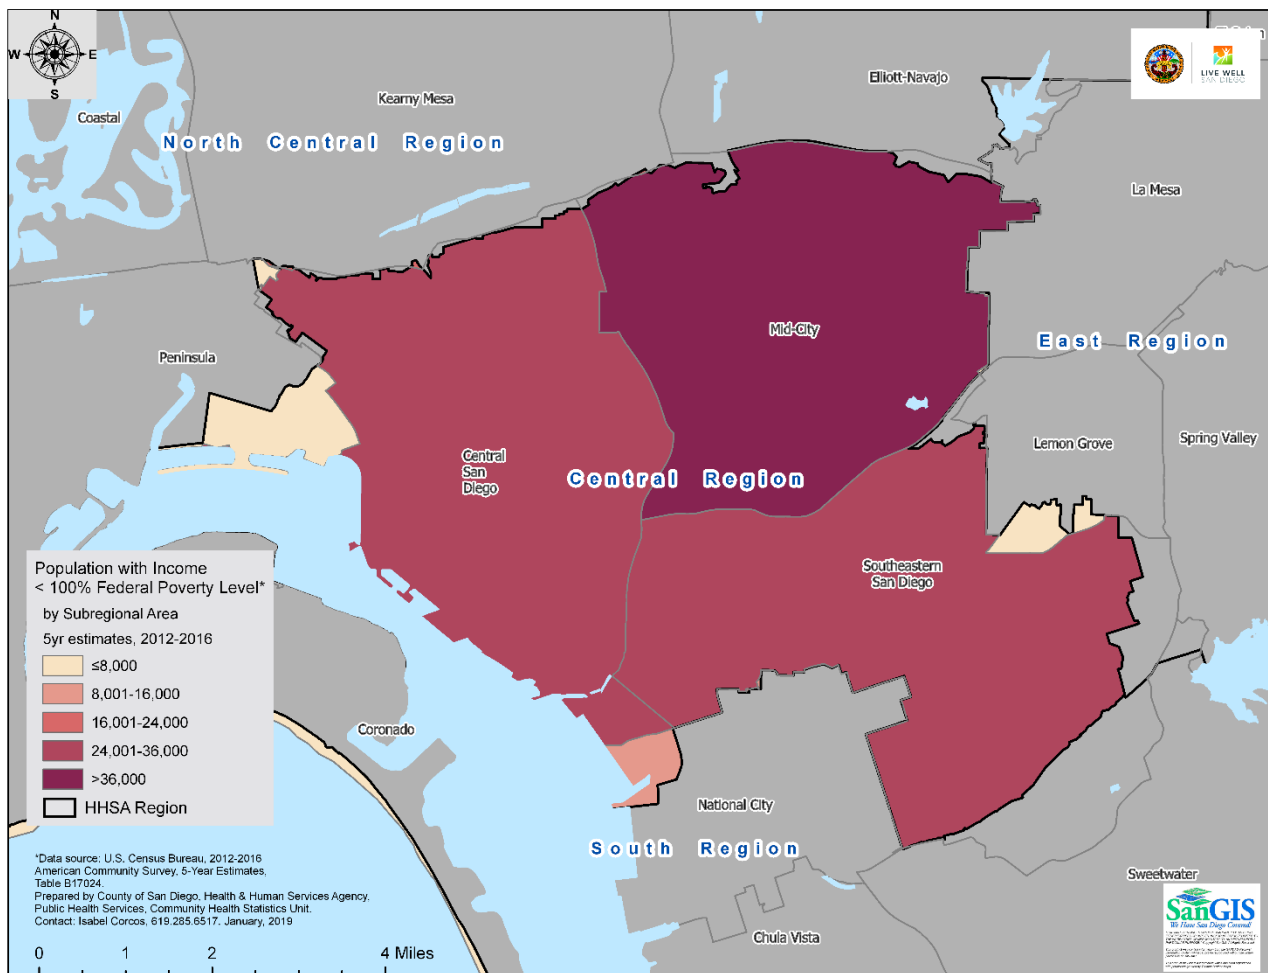 N
W
E
S
Coastal
Kearny Mesa
Elliott-Navajo
LIVE WELL
SAN DIEGO
North Central Region
La Mesa
Mid-City
East Region
Peninsula
Lemon Grove
Spring Valley
Central
San
Diego
Central Region
Southeastern
San Diego
Population with Income
< 100% Federal Poverty Level*
by Subregional Area
5yr estimates, 2012-2016
≤8,000
8,001-16,000
16,001-24,000
24,001-36,000
>36,000
HHSA Region
Coronado
National City
South Region
Sweetwater
Chula Vista
*Data source: U.S. Census Bureau, 2012-2016
American Community Survey, 5-Year Estimates,
Table B17024.
Prepared by County of San Diego, Health & Human Services Agency,
Public Health Services, Community Health Statistics Unit.
Contact: Isabel Corcos, 619.285.6517. January, 2019
0 1 2 4 Miles
SanGIS
We Have San Diego Covered!